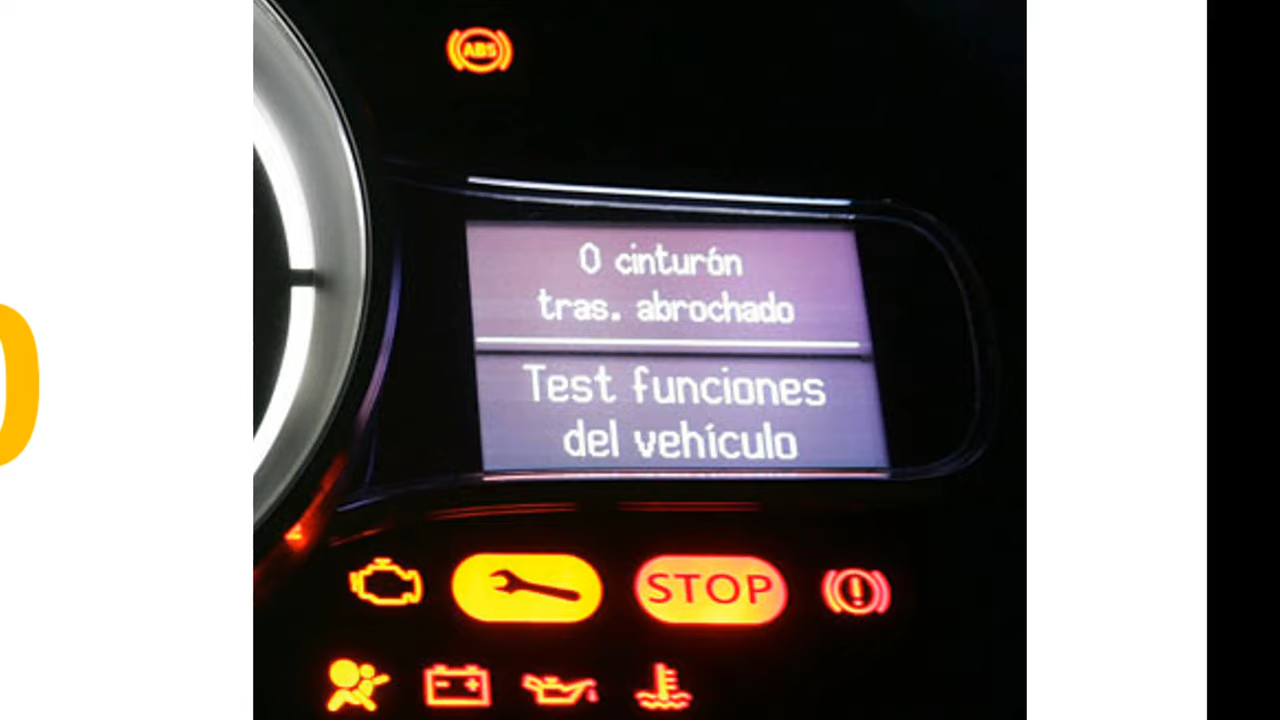 ABS
0 cinturón
tras. abrochado
Test funciones
del vehículo
STOP